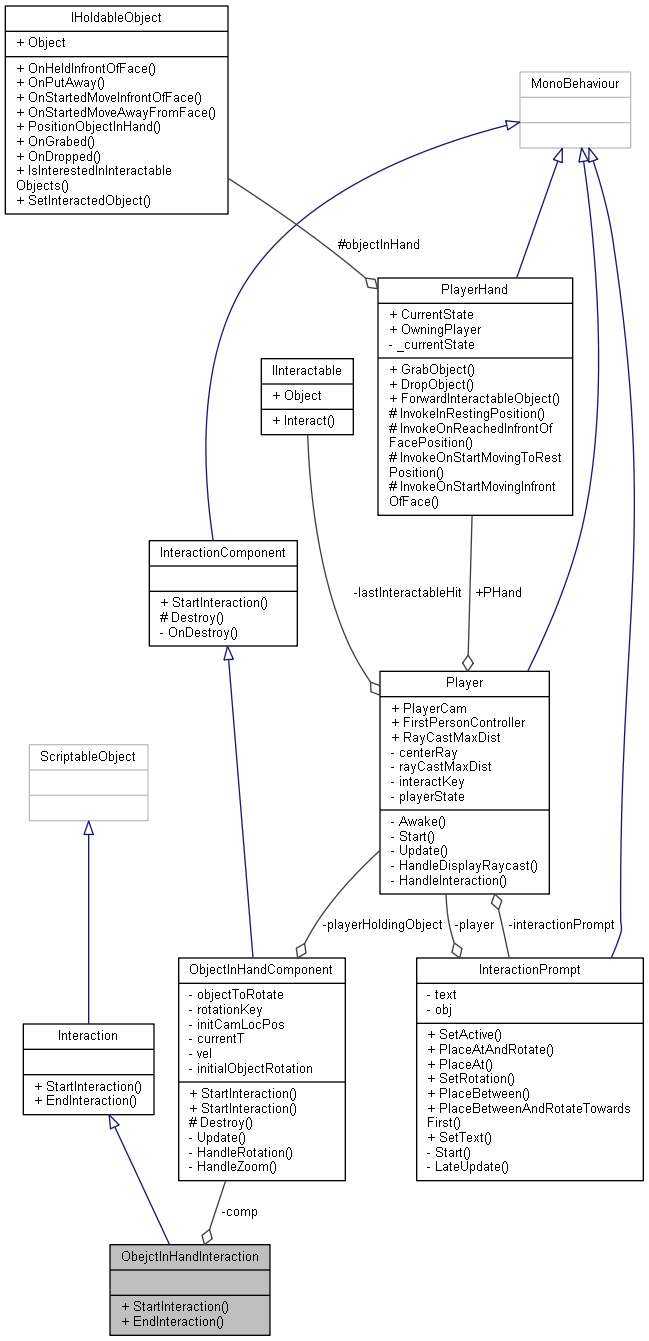 IHoldableObject
+ Object
+ OnHeldInfrontOfFace()
+ OnPutAway()
+ OnStartedMoveInfrontOfFace()
+ OnStartedMoveAwayFromFace()
+ PositionObjectInHand()
+ OnGrabed()
+ OnDropped()
+ IsInterestedInInteractable
Objects()
+ SetInteractedObject()
MonoBehaviour
#objectInHand
PlayerHand
+ CurrentState
+ OwningPlayer
- _currentState
+ GrabObject()
+ DropObject()
+ ForwardInteractableObject()
# InvokeInRestingPosition()
# InvokeOnReachedInfrontOf
FacePosition()
# InvokeOnStartMovingToRest
Position()
# InvokeOnStartMovingInfront
OfFace()
IInteractable
+ Object
+ Interact()
InteractionComponent
+ StartInteraction()
# Destroy()
- OnDestroy()
-lastInteractableHit
+PHand
Player
+ PlayerCam
+ FirstPersonController
+ RayCastMaxDist
- centerRay
- rayCastMaxDist
- interactKey
- playerState
- Awake()
- Start()
- Update()
- HandleDisplayRaycast()
- HandleInteraction()
ScriptableObject
-playerHoldingObject
-player
-interactionPrompt
ObjectInHandComponent
- objectToRotate
- rotationKey
- initCamLocPos
- currentT
- vel
- initialObjectRotation
+ StartInteraction()
+ StartInteraction()
# Destroy()
- Update()
- HandleRotation()
- HandleZoom()
InteractionPrompt
- text
- obj
+ SetActive()
+ PlaceAtAndRotate()
+ PlaceAt()
+ SetRotation()
+ PlaceBetween()
+ PlaceBetweenAndRotateTowards
First()
+ SetText()
- Start()
- LateUpdate()
Interaction
+ StartInteraction()
+ EndInteraction()
-comp
ObejctInHandInteraction
+ StartInteraction()
+ EndInteraction()